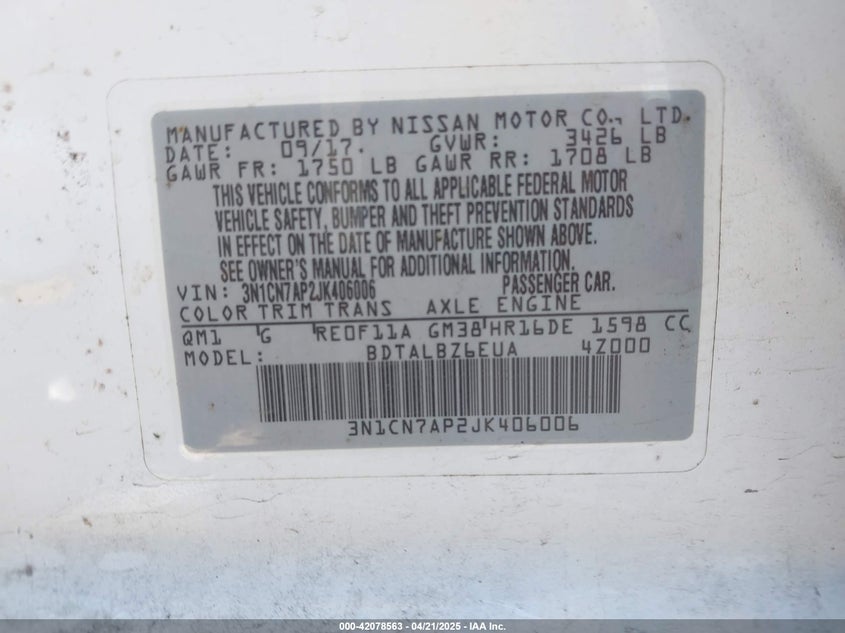 MANUFACTURED BY NISSAN MOTOR CO., LTD.
DATE: 09/17. GVWR: 3426 LB
GAWR FR: 1750 LB GAWR RR: 1708 LB
THIS VEHICLE CONFORMS TO ALL APPLICABLE FEDERAL MOTOR
VEHICLE SAFETY, BUMPER AND THEFT PREVENTION STANDARDS
IN EFFECT ON THE DATE OF MANUFACTURE SHOWN ABOVE.
SEE OWNER'S MANUAL FOR ADDITIONAL INFORMATION.
VIN: 3N1CN7AP2JK406006 PASSENGER CAR.
COLOR TRIM TRANS AXLE ENGINE
QM1 G RE0F11A GM38 HR16DE 1598 CC
MODEL: BDTALBZ6EUA 4Z000
3N1CN7AP2JK406006
000-42078563 - 04/21/2025 - IAA Inc.